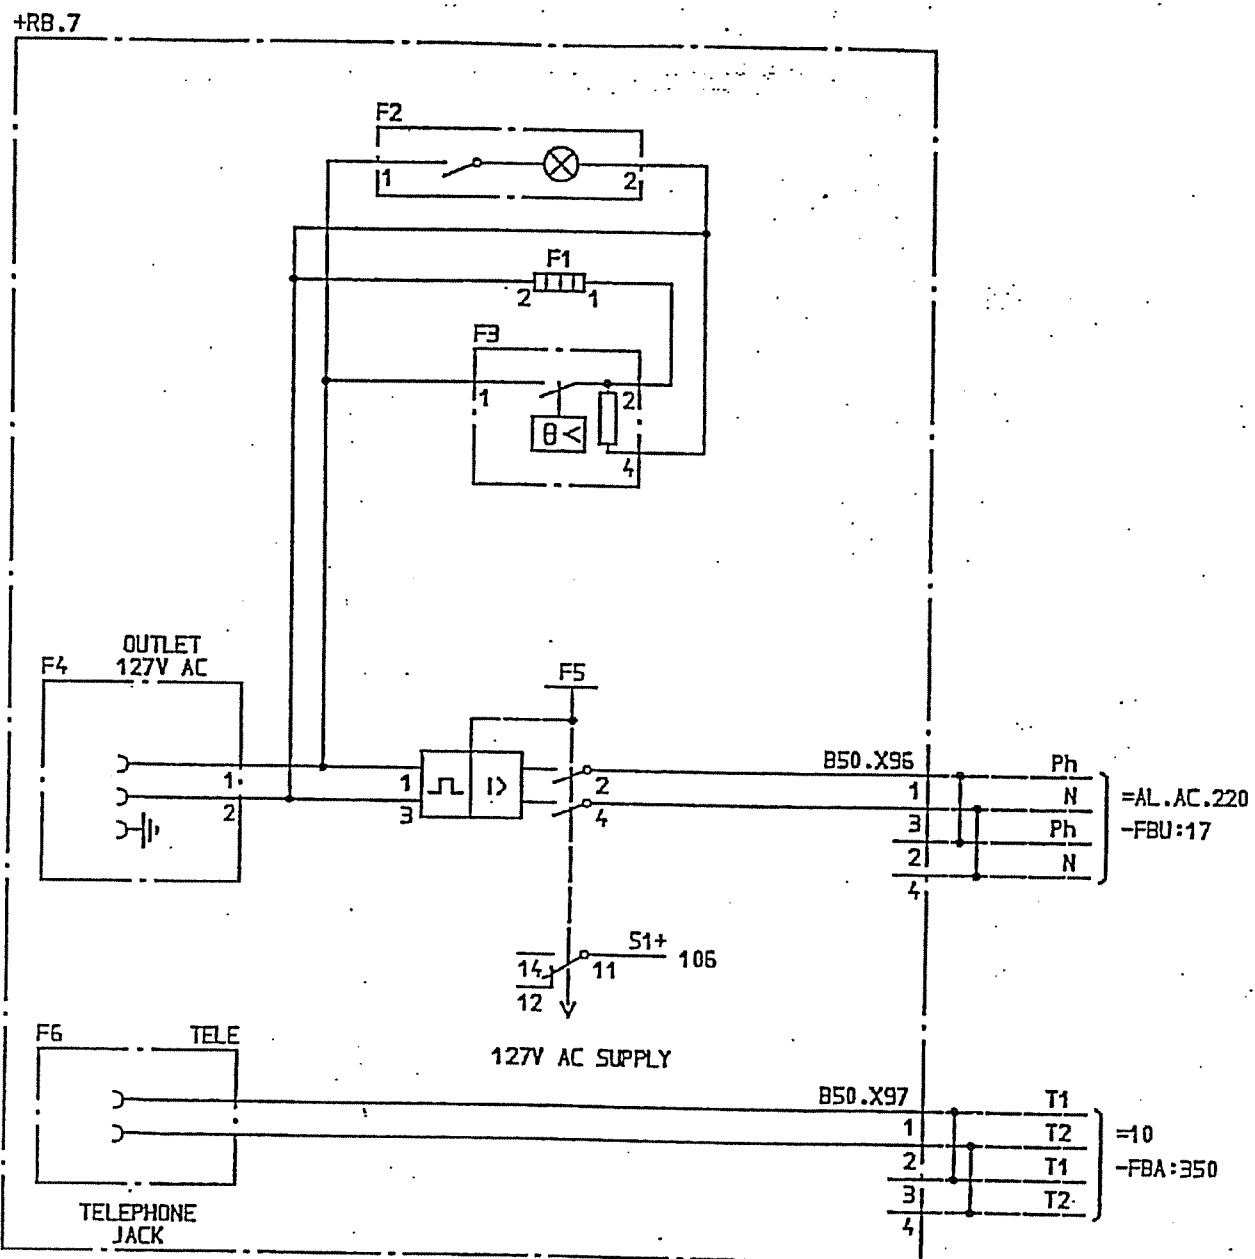 +RB.7
F2
1
2
F1
2
1
F3
1
2
θ <
4
OUTLET
127V AC
F4
F5
1
2
1
3
I>
2
4
B50.X96
1
3
2
4
Ph
N
Ph
N
=AL.AC.220
-FBU:17
S1+
106
14
11
12
127V AC SUPPLY
F6
TELE
TELEPHONE
JACK
B50.X97
1
2
3
4
T1
T2
T1
T2
=10
-FBA:350